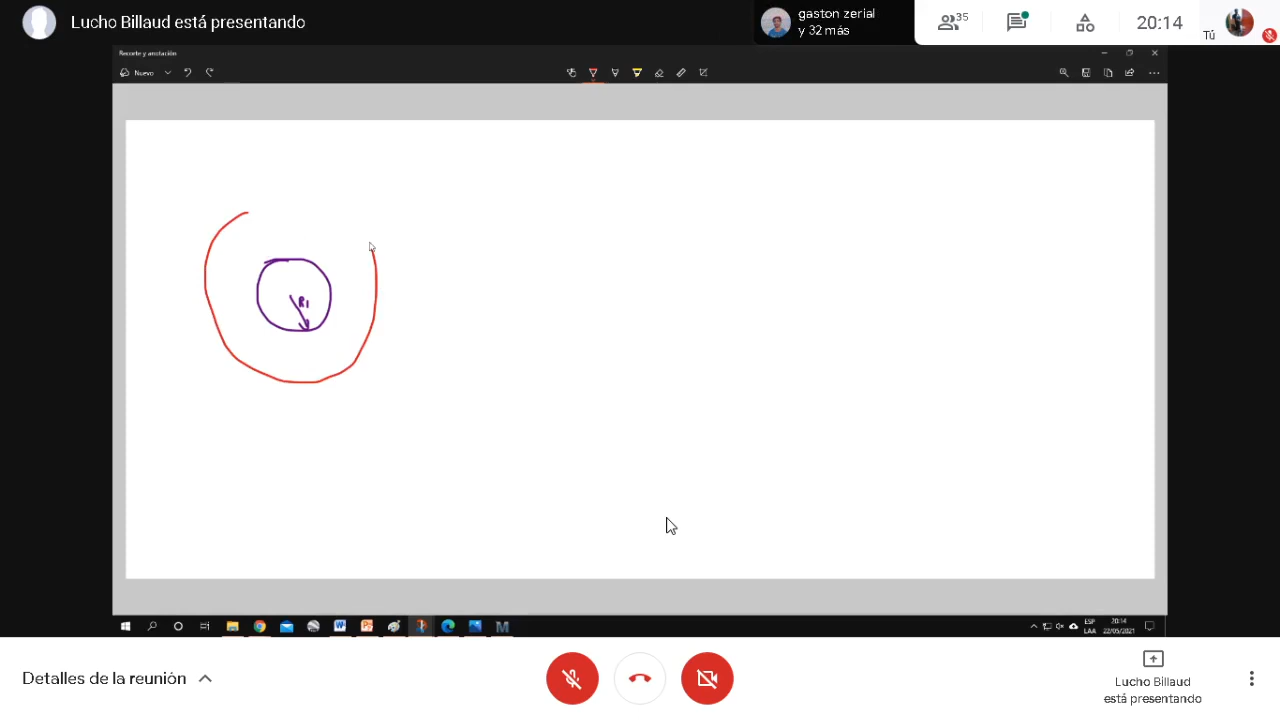 Lucho Billaud está presentando
gaston zerial
y 32 más
35
20:14
Tú
Recorte y anotación
Nuevo
R1
ESP
LAA
20:14
22/05/2021
Detalles de la reunión
Lucho Billaud
está presentando